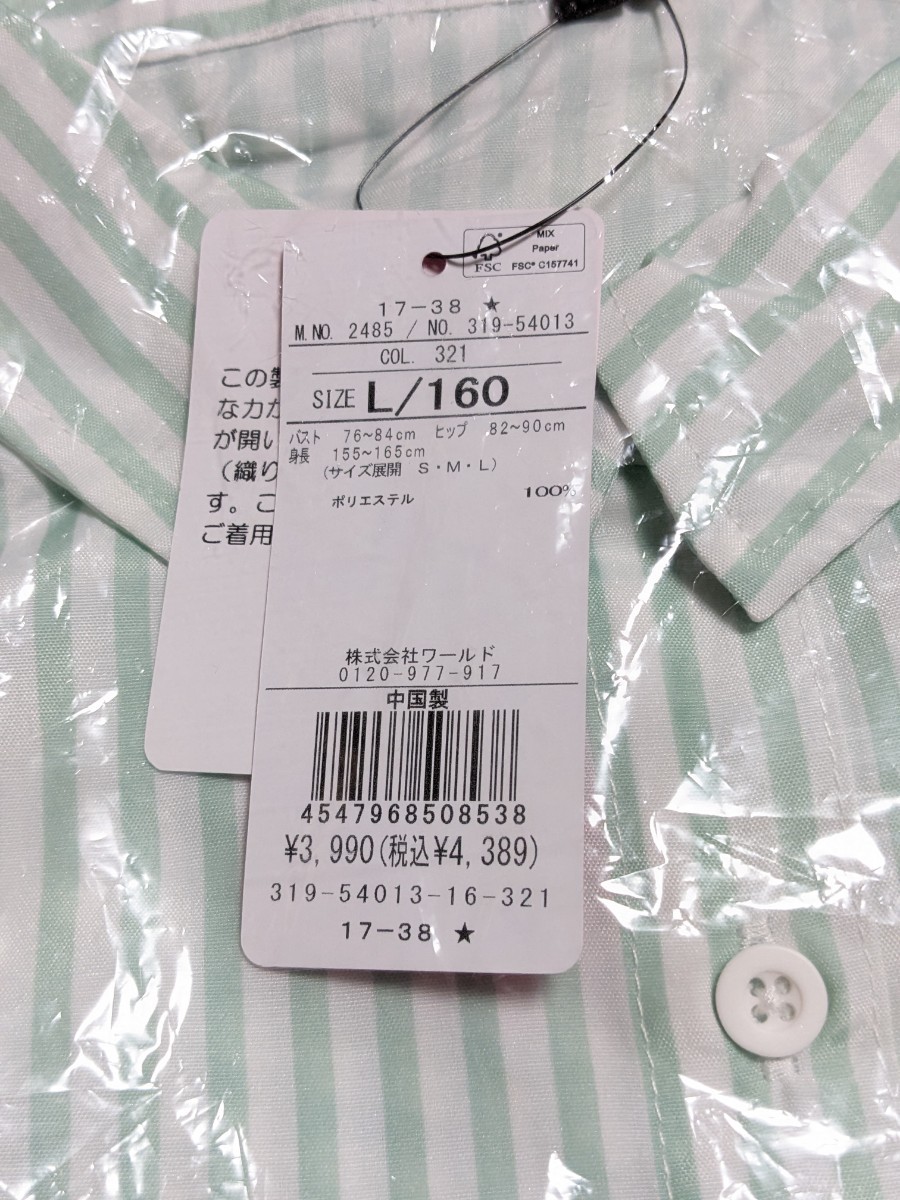 MIX
Paper
FSC
FSC® C157741
17-38 ★
M.NO. 2485 / NO. 319-54013
COL. 321
SIZE L/160
バスト 76~84cm ヒップ 82~90cm
身長 155~165cm
(サイズ展開 S・M・L)
ポリエステル 100%
株式会社ワールド
0120-977-917
中国製
4547968508538
¥3,990(税込¥4,389)
319-54013-16-321
17-38 ★
この製
な力が
が開い
(織り
す。こ
ご着用